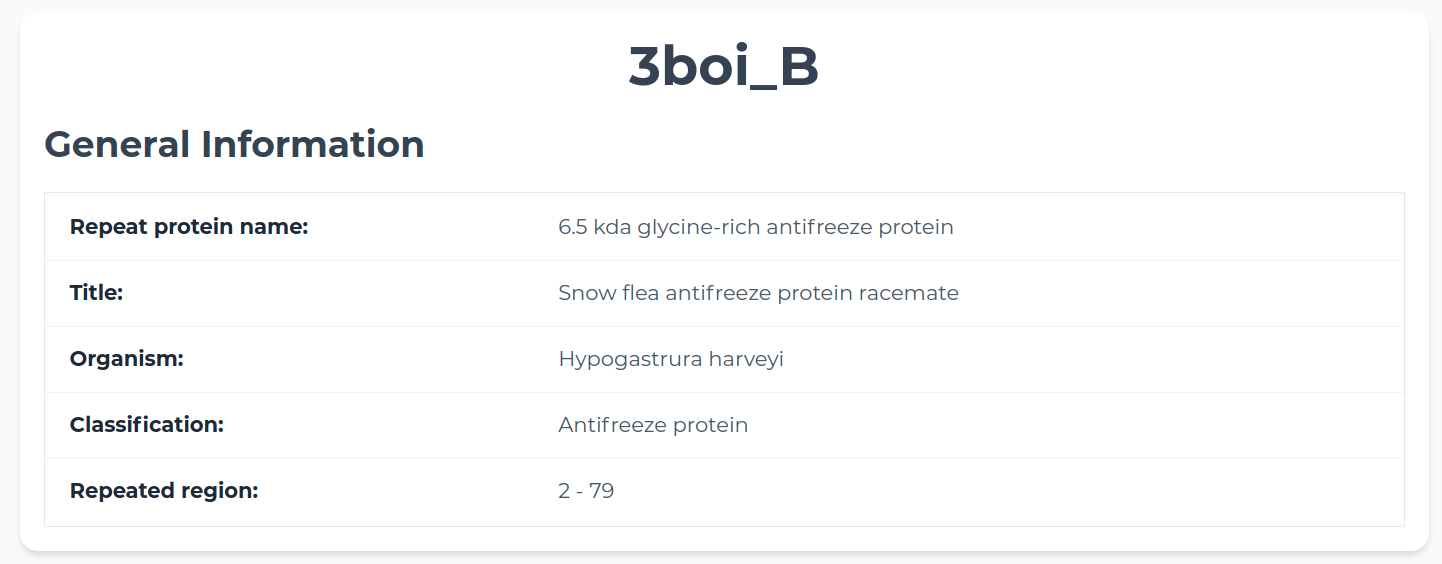 3boi_B
General Information
Repeat protein name: 6.5 kda glycine-rich antifreeze protein
Title: Snow flea antifreeze protein racemate
Organism: Hypogastrura harveyi
Classification: Antifreeze protein
Repeated region: 2 - 79